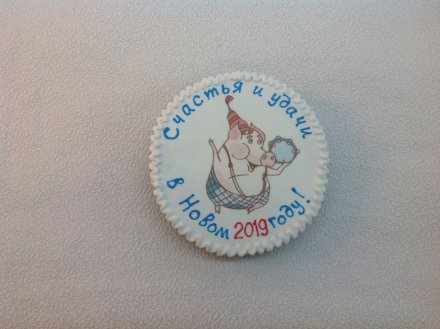 Счастья и удачи
в Новом 2019 году!